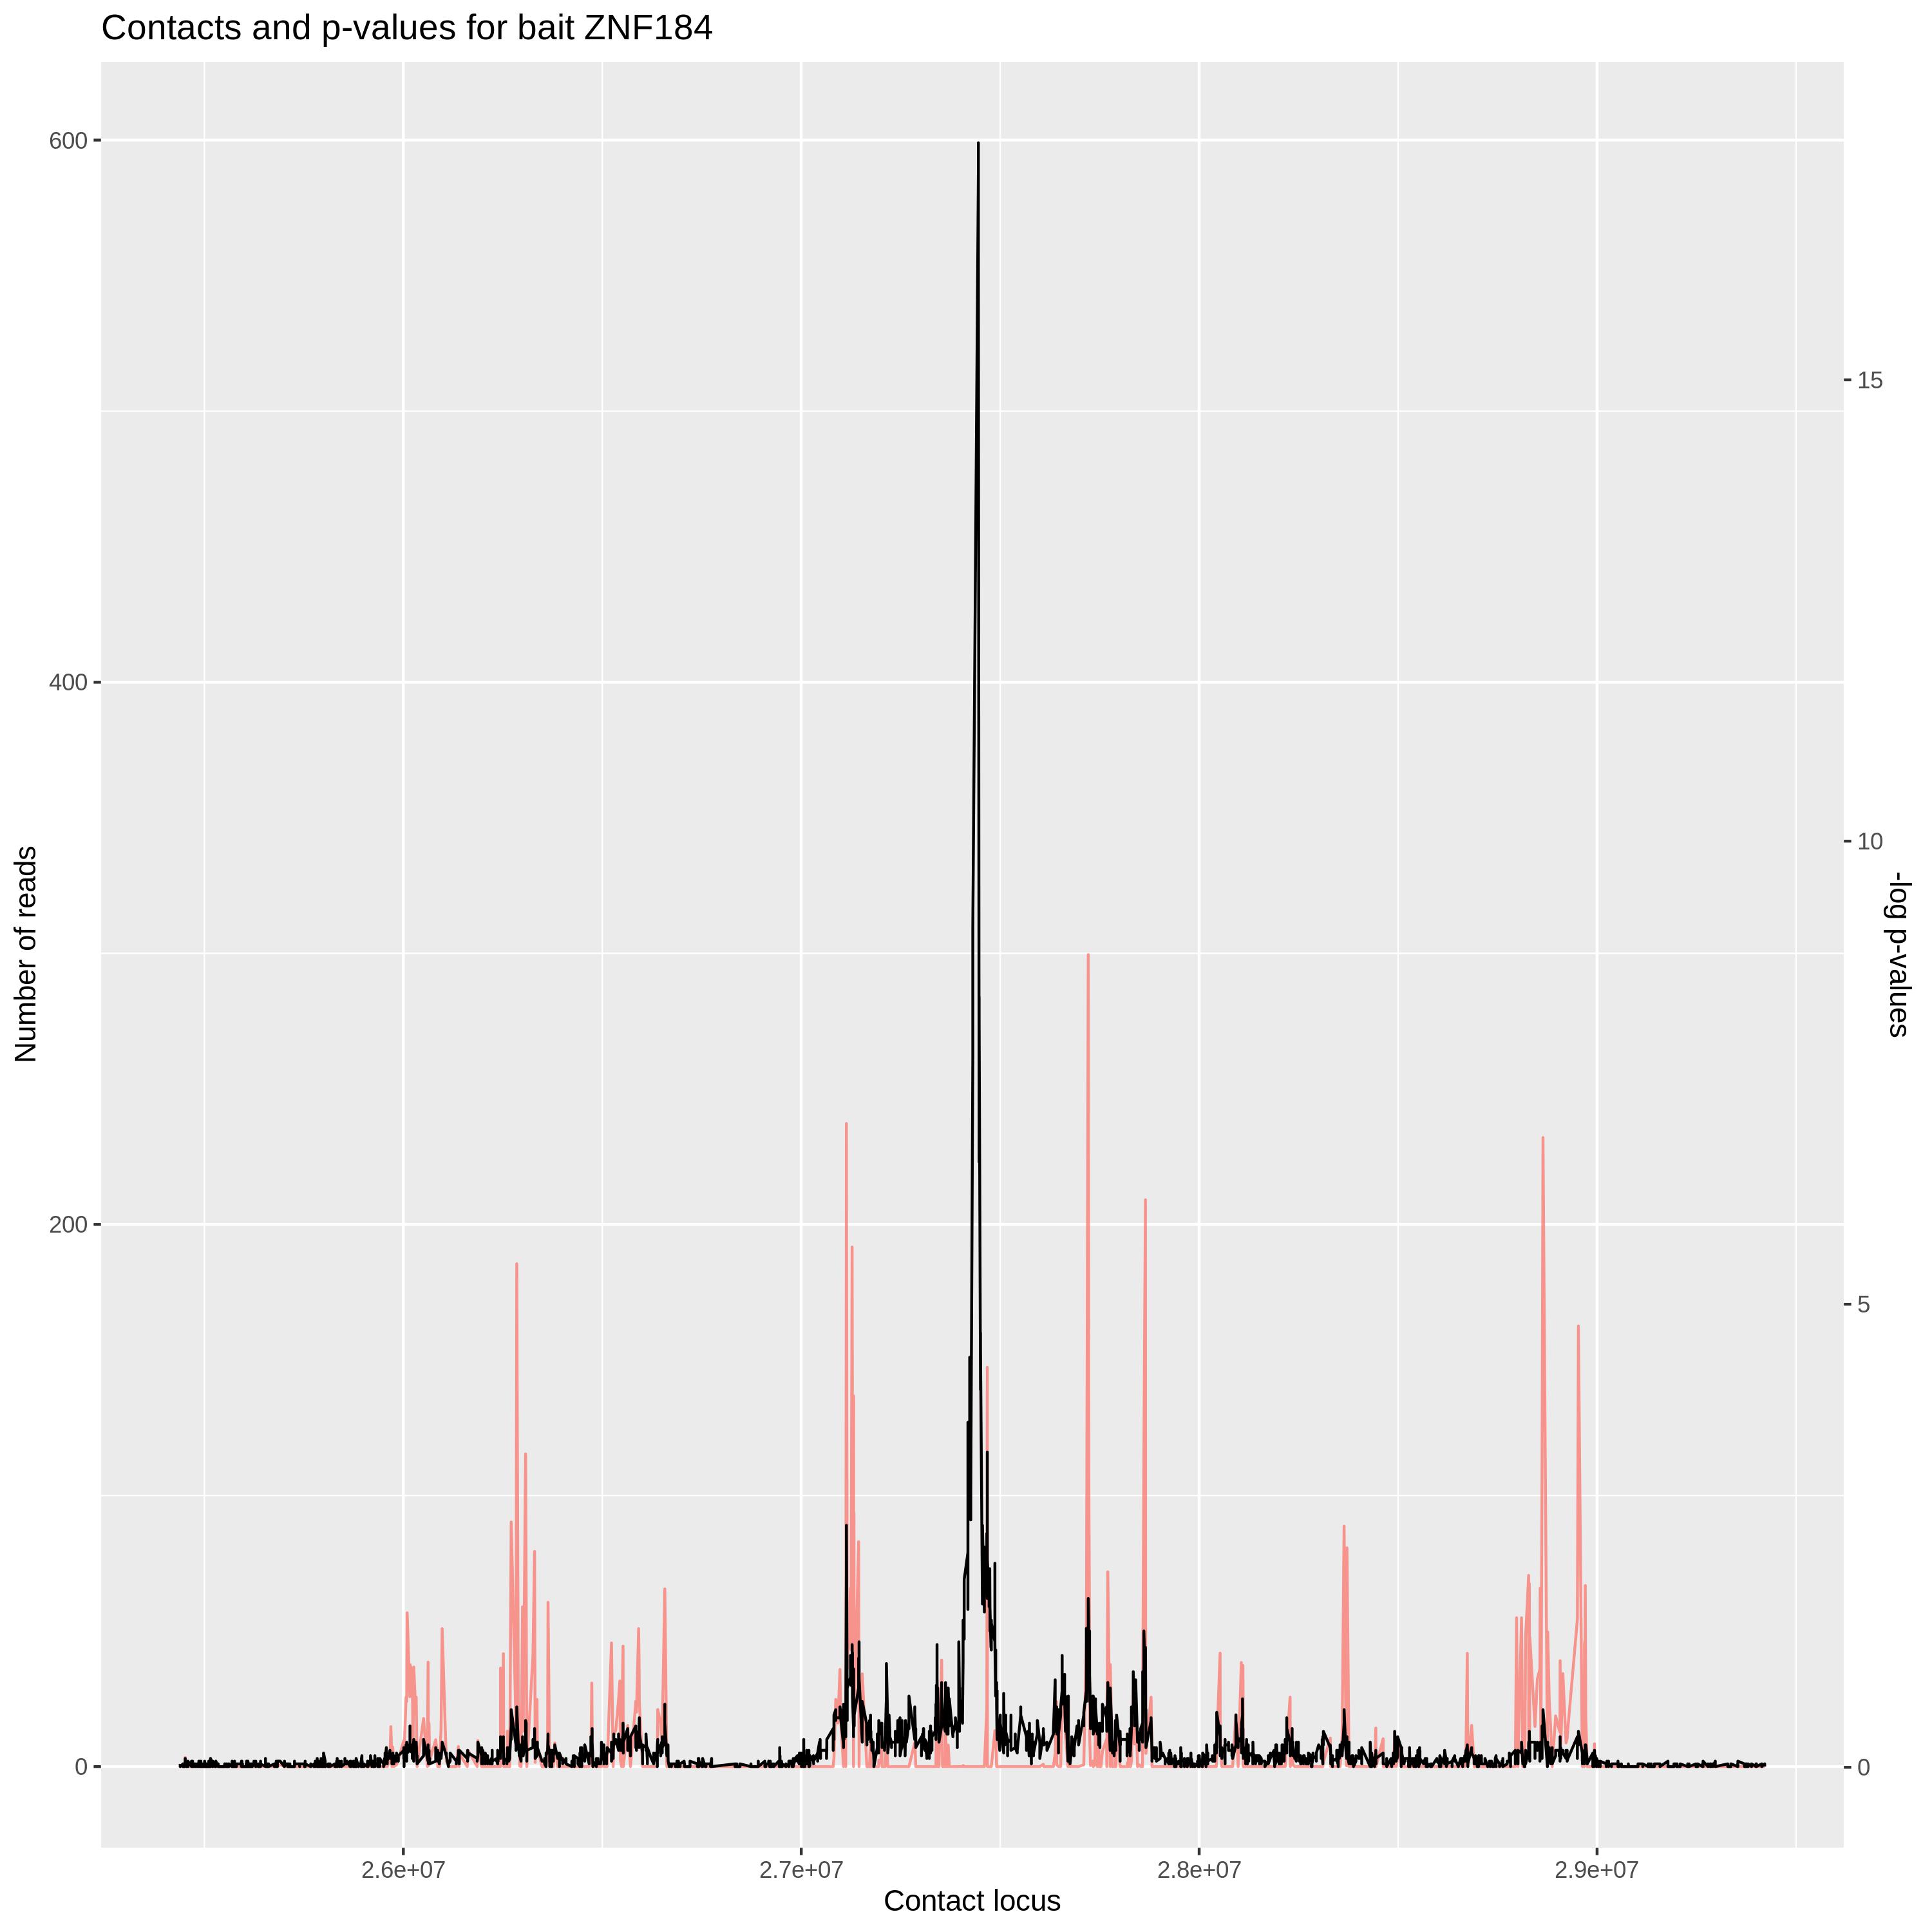 Contacts and p-values for bait ZNF184
600
400
200
0
15
10
5
0
Number of reads
-log p-values
2.6e+07
2.7e+07
2.8e+07
2.9e+07
Contact locus